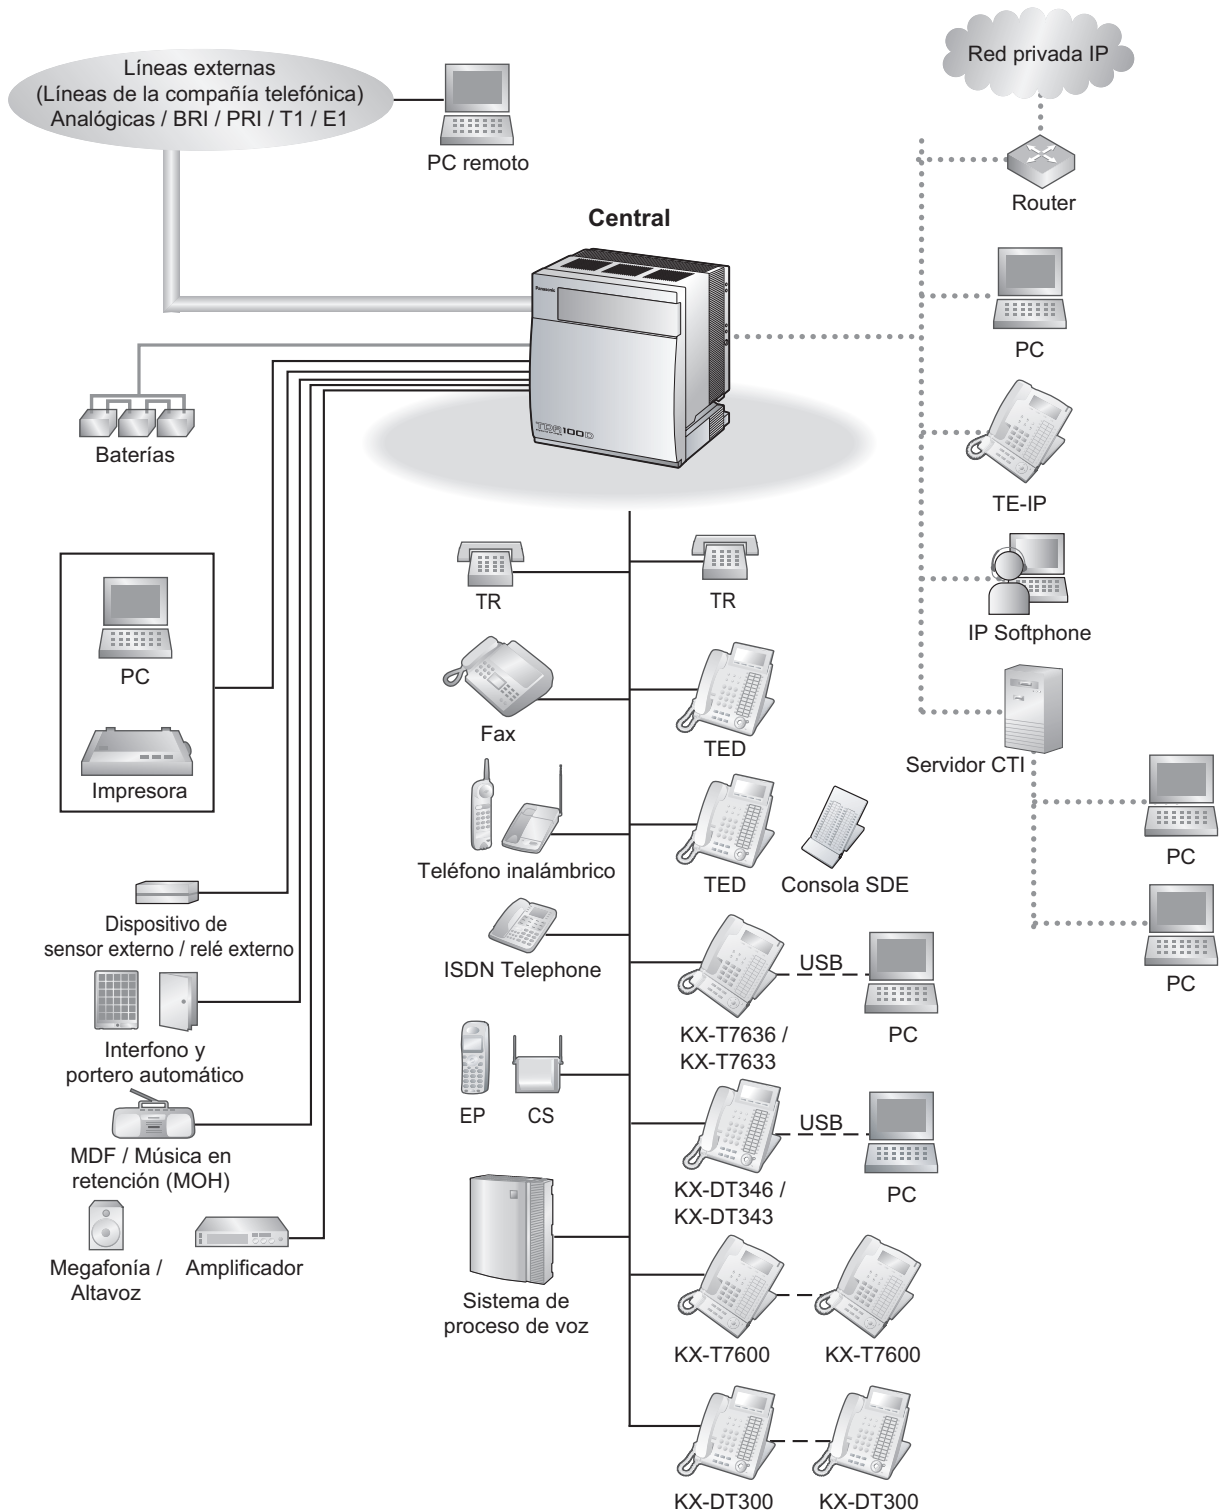 Líneas externas
(Líneas de la compañía telefónica)
Analógicas / BRI / PRI / T1 / E1
PC remoto
Red privada IP
Router
Central
Panasonic
TDA100D
PC
Baterías
TE-IP
TR
TR
IP Softphone
PC
Impresora
Fax
TED
Servidor CTI
Teléfono inalámbrico
TED
Consola SDE
PC
PC
Dispositivo de
sensor externo / relé externo
ISDN Telephone
USB
KX-T7636 /
KX-T7633
PC
Interfono y
portero automático
EP
CS
USB
KX-DT346 /
KX-DT343
PC
MDF / Música en
retención (MOH)
Megafonía /
Altavoz
Amplificador
Sistema de
proceso de voz
KX-T7600
KX-T7600
KX-DT300
KX-DT300